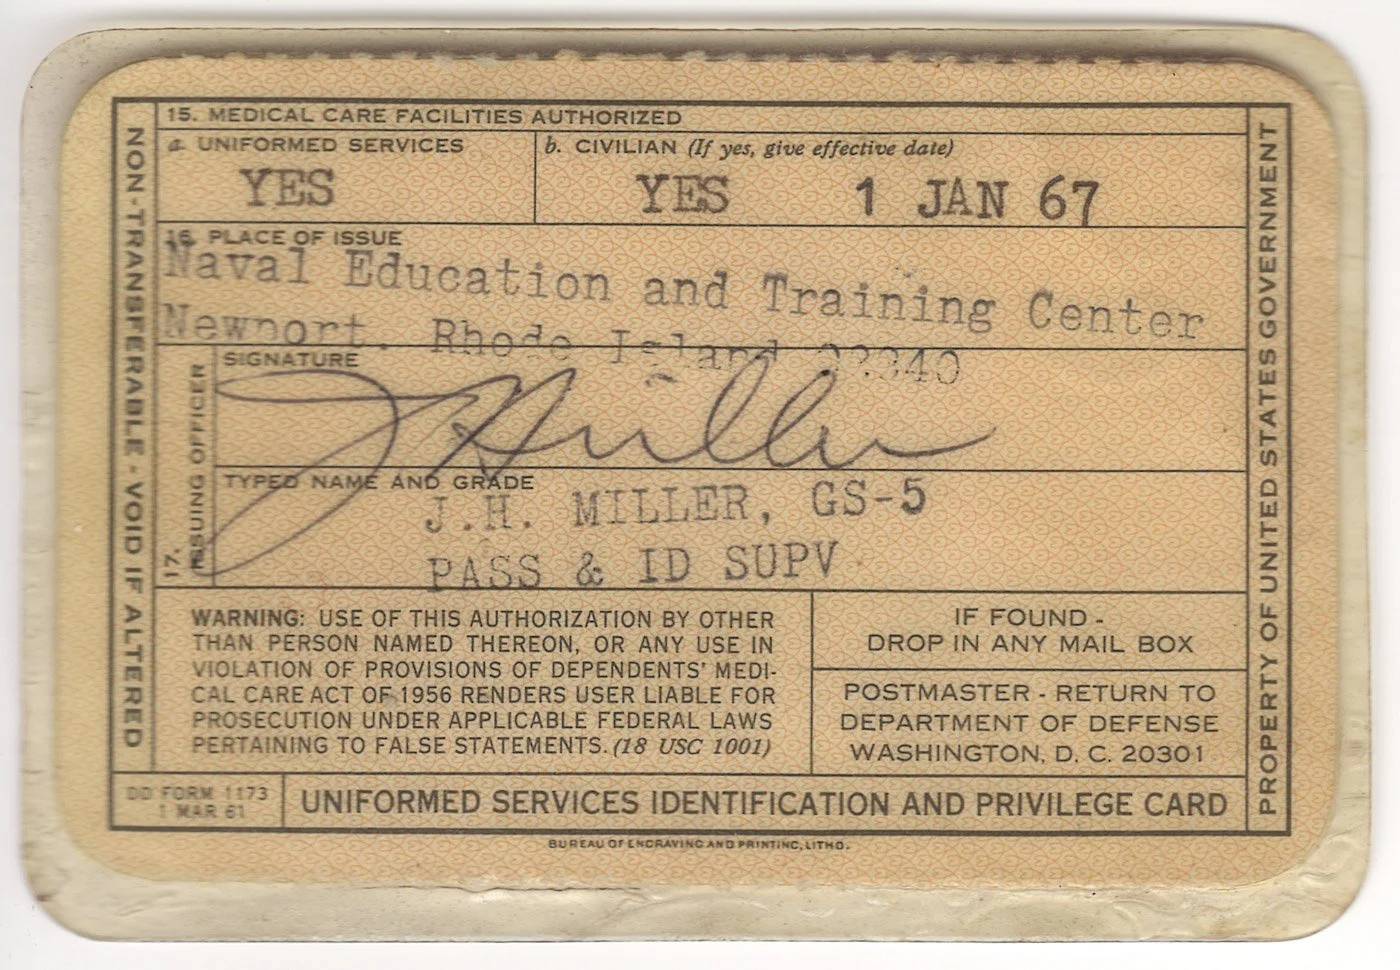 15. MEDICAL CARE FACILITIES AUTHORIZED
a. UNIFORMED SERVICES
YES
b. CIVILIAN (If yes, give effective date)
YES 1 JAN 67
16. PLACE OF ISSUE
Naval Education and Training Center
Newport, Rhode Island 02840
17. ISSUING OFFICER
SIGNATURE
J H Miller
TYPED NAME AND GRADE
J.H. MILLER, GS-5
PASS & ID SUPV
WARNING: USE OF THIS AUTHORIZATION BY OTHER
THAN PERSON NAMED THEREON, OR ANY USE IN
VIOLATION OF PROVISIONS OF DEPENDENTS' MEDI-
CAL CARE ACT OF 1956 RENDERS USER LIABLE FOR
PROSECUTION UNDER APPLICABLE FEDERAL LAWS
PERTAINING TO FALSE STATEMENTS. (18 USC 1001)
IF FOUND -
DROP IN ANY MAIL BOX
POSTMASTER - RETURN TO
DEPARTMENT OF DEFENSE
WASHINGTON, D. C. 20301
DD FORM 1173
1 MAR 61
UNIFORMED SERVICES IDENTIFICATION AND PRIVILEGE CARD
NON-TRANSFERABLE - VOID IF ALTERED
PROPERTY OF UNITED STATES GOVERNMENT
BUREAU OF ENGRAVING AND PRINTING, LITHO.